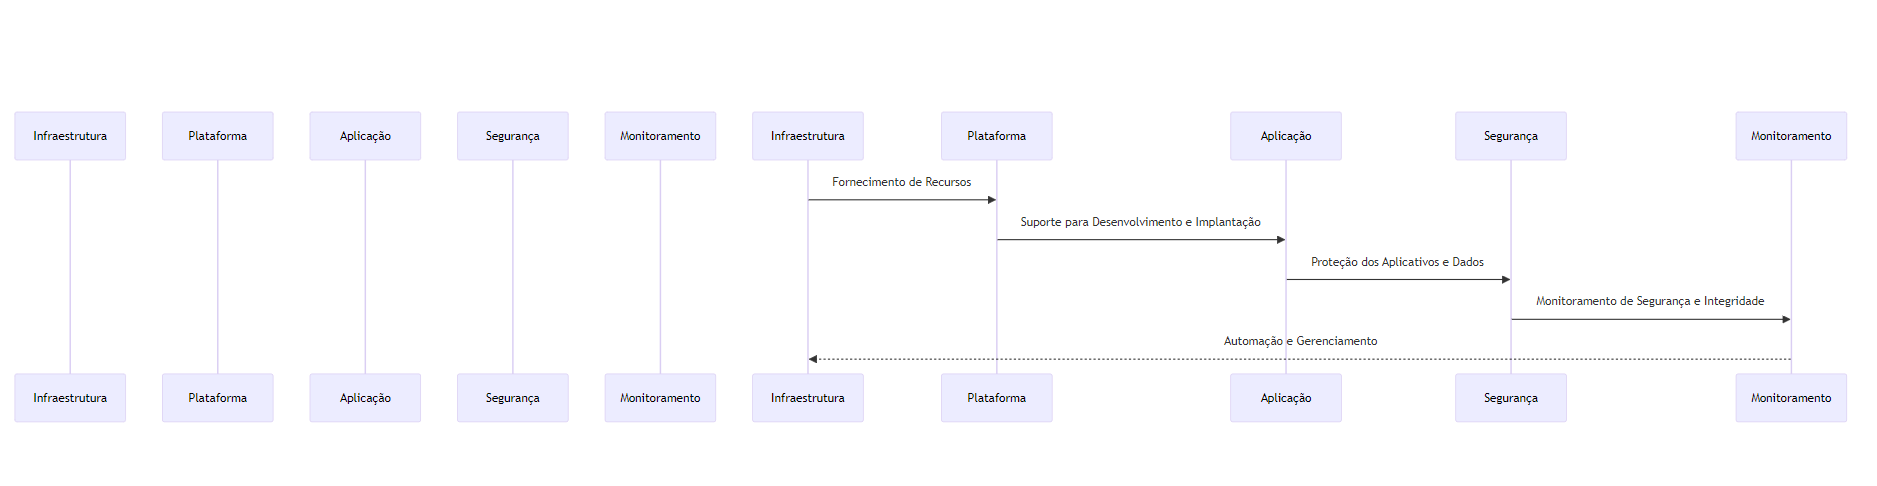 Infraestrutura
Plataforma
Aplicação
Segurança
Monitoramento
Infraestrutura
Plataforma
Aplicação
Segurança
Monitoramento
Fornecimento de Recursos
Suporte para Desenvolvimento e Implantação
Proteção dos Aplicativos e Dados
Monitoramento de Segurança e Integridade
Automação e Gerenciamento
Infraestrutura
Plataforma
Aplicação
Segurança
Monitoramento
Infraestrutura
Plataforma
Aplicação
Segurança
Monitoramento